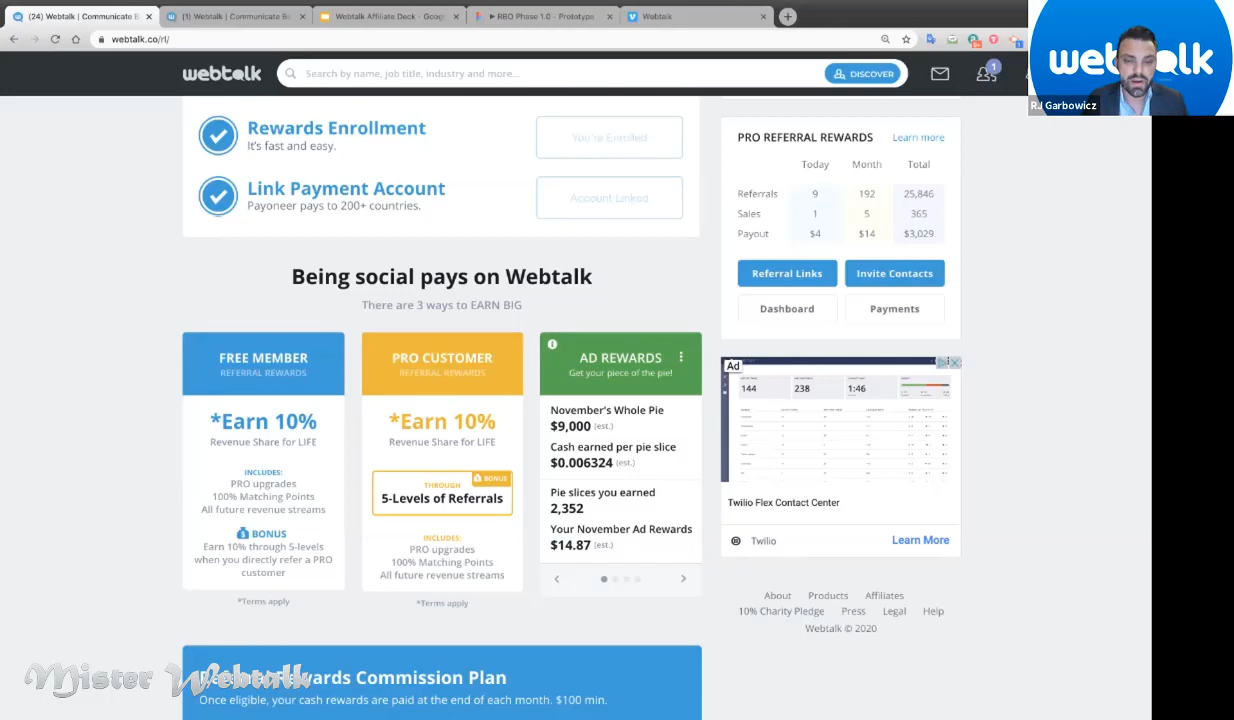 (24) Webtalk | Communicate B
(1) Webtalk | Communicate Be
Webtalk Affiliate Deck - Goog
RBO Phase 1.0 - Prototype
Webtalk
webtalk.co/rl/
webtalk
Search by name, job title, industry and more...
DISCOVER
1
webtalk
RJ Garbowicz
Rewards Enrollment
It's fast and easy.
You're Enrolled
Link Payment Account
Payoneer pays to 200+ countries.
Account Linked
Being social pays on Webtalk
There are 3 ways to EARN BIG
FREE MEMBER
REFERRAL REWARDS
*Earn 10%
Revenue Share for LIFE
INCLUDES:
PRO upgrades
100% Matching Points
All future revenue streams
BONUS
Earn 10% through 5-levels
when you directly refer a PRO
customer
*Terms apply
PRO CUSTOMER
REFERRAL REWARDS
*Earn 10%
Revenue Share for LIFE
BONUS
THROUGH
5-Levels of Referrals
INCLUDES:
PRO upgrades
100% Matching Points
All future revenue streams
*Terms apply
AD REWARDS
Get your piece of the pie!
November's Whole Pie
$9,000 (est.)
Cash earned per pie slice
$0.006324 (est.)
Pie slices you earned
2,352
Your November Ad Rewards
$14.87 (est.)
PRO REFERRAL REWARDS Learn more
Today Month Total
Referrals 9 192 25,846
Sales 1 5 365
Payout $4 $14 $3,029
Referral Links
Invite Contacts
Dashboard
Payments
Ad
144 238 1:46
Twilio Flex Contact Center
Twilio
Learn More
About Products Affiliates
10% Charity Pledge Press Legal Help
Webtalk © 2020
Rewards Commission Plan
Once eligible, your cash rewards are paid at the end of each month. $100 min.
Mister Webtalk